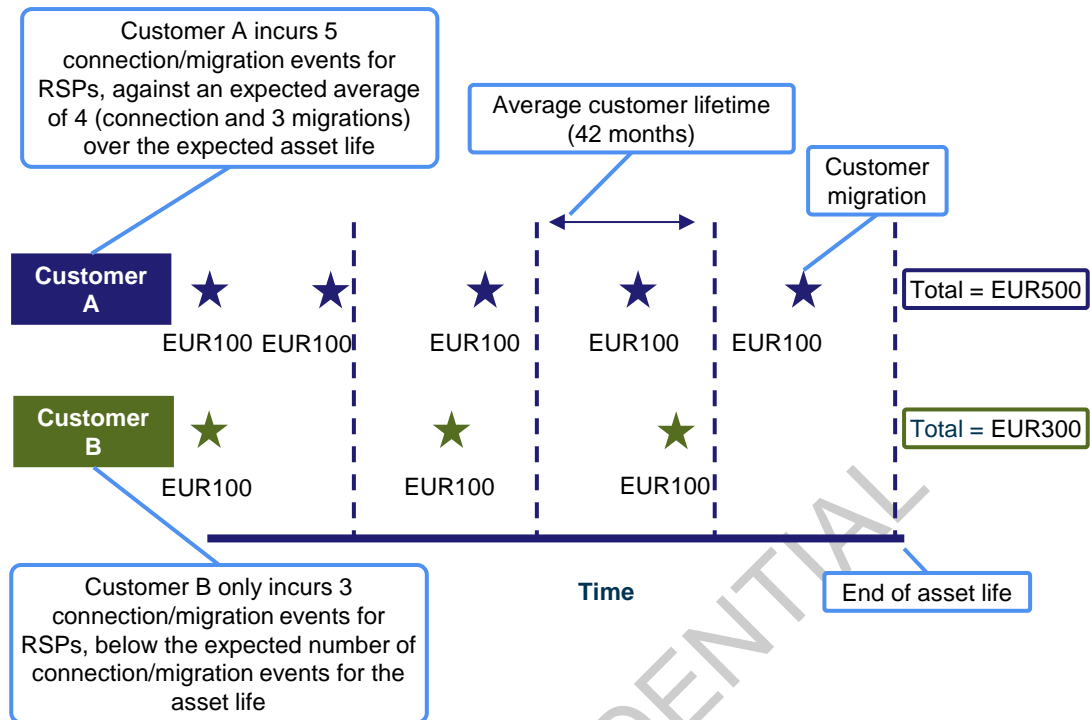 Customer A incurs 5
connection/migration events for
RSPs, against an expected average
of 4 (connection and 3 migrations)
over the expected asset life
Average customer lifetime
(42 months)
Customer
migration
Customer
A
EUR100 EUR100 EUR100 EUR100 EUR100
Total = EUR500
Customer
B
EUR100 EUR100 EUR100
Total = EUR300
Time
End of asset life
Customer B only incurs 3
connection/migration events for
RSPs, below the expected number of
connection/migration events for the
asset life